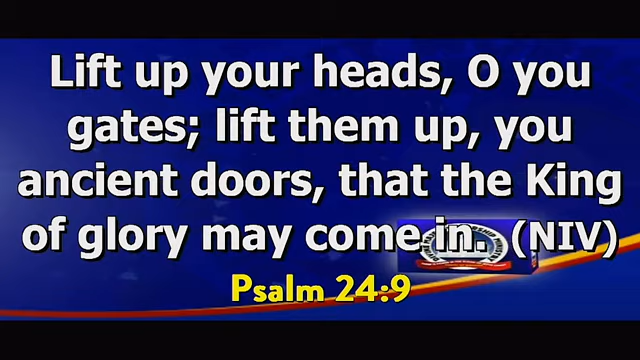 Lift up your heads, O you
gates; lift them up, you
ancient doors, that the King
of glory may come in. (NIV)
Psalm 24:9